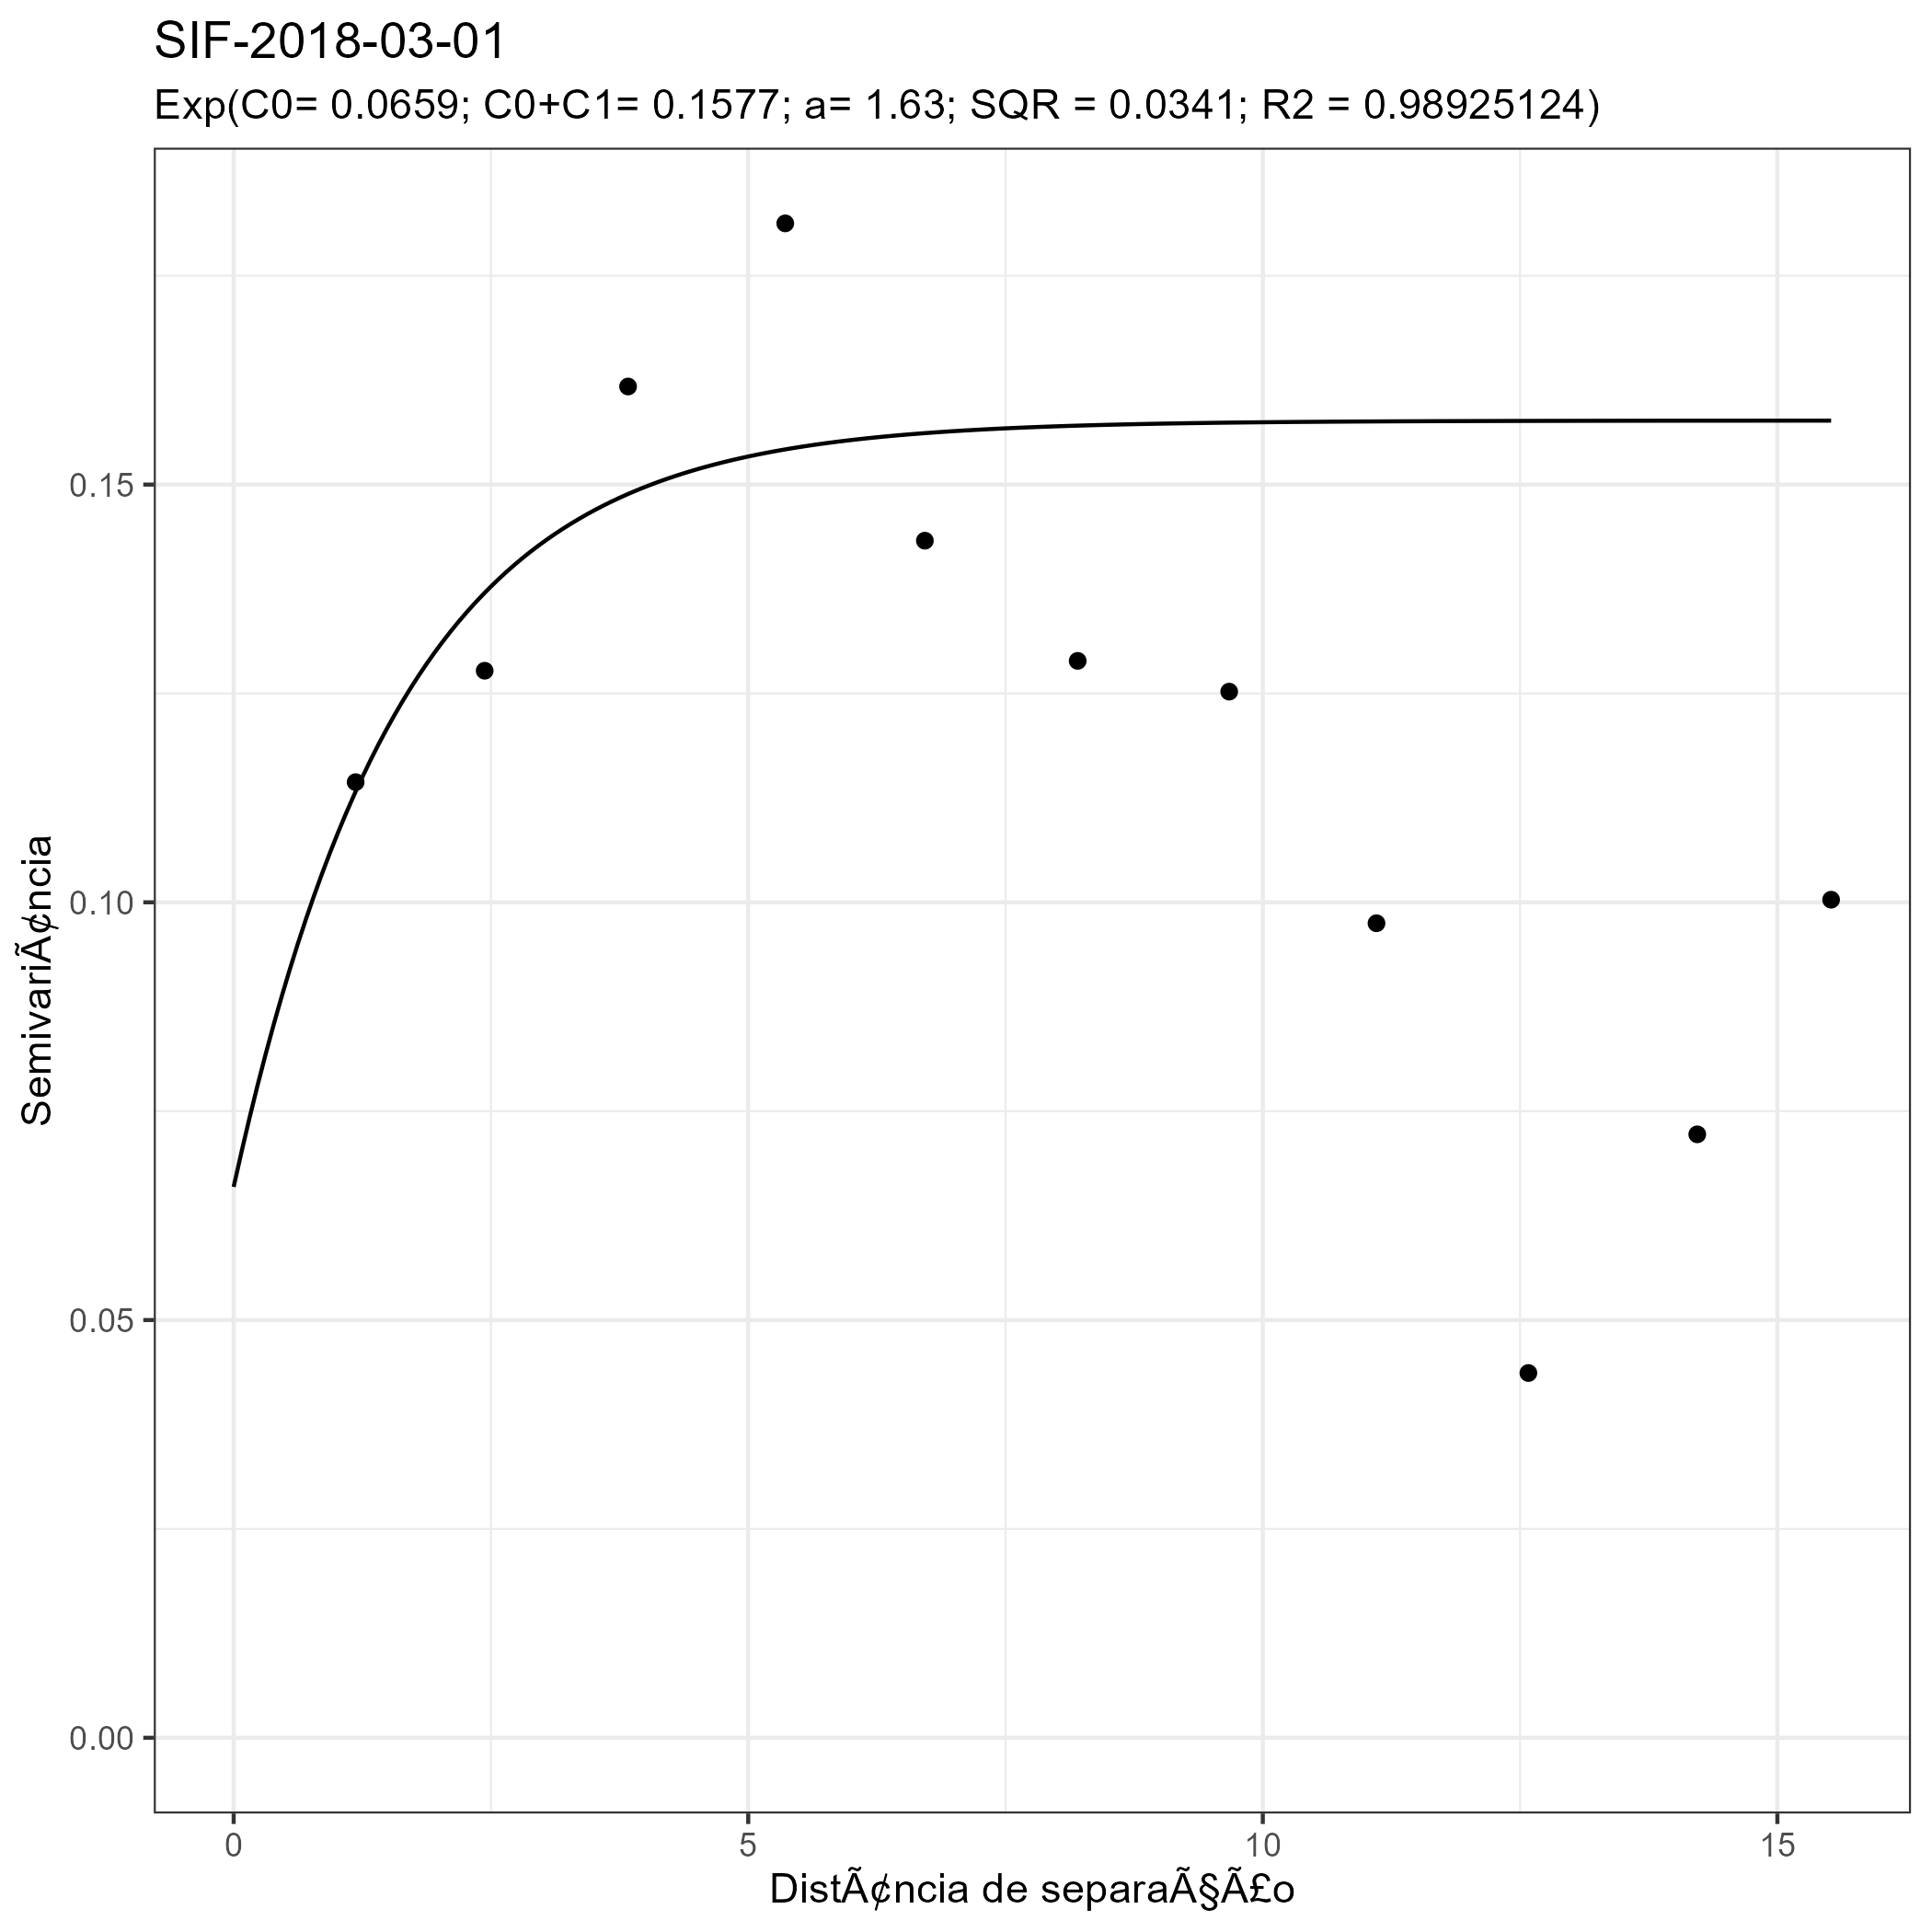 SIF-2018-03-01
Exp(C0= 0.0659; C0+C1= 0.1577; a= 1.63; SQR = 0.0341; R2 = 0.98925124)
SemivariÃ¢ncia
0.15
0.10
0.05
0.00
0 5 10 15
DistÃ¢ncia de separaÃ§Ã£o